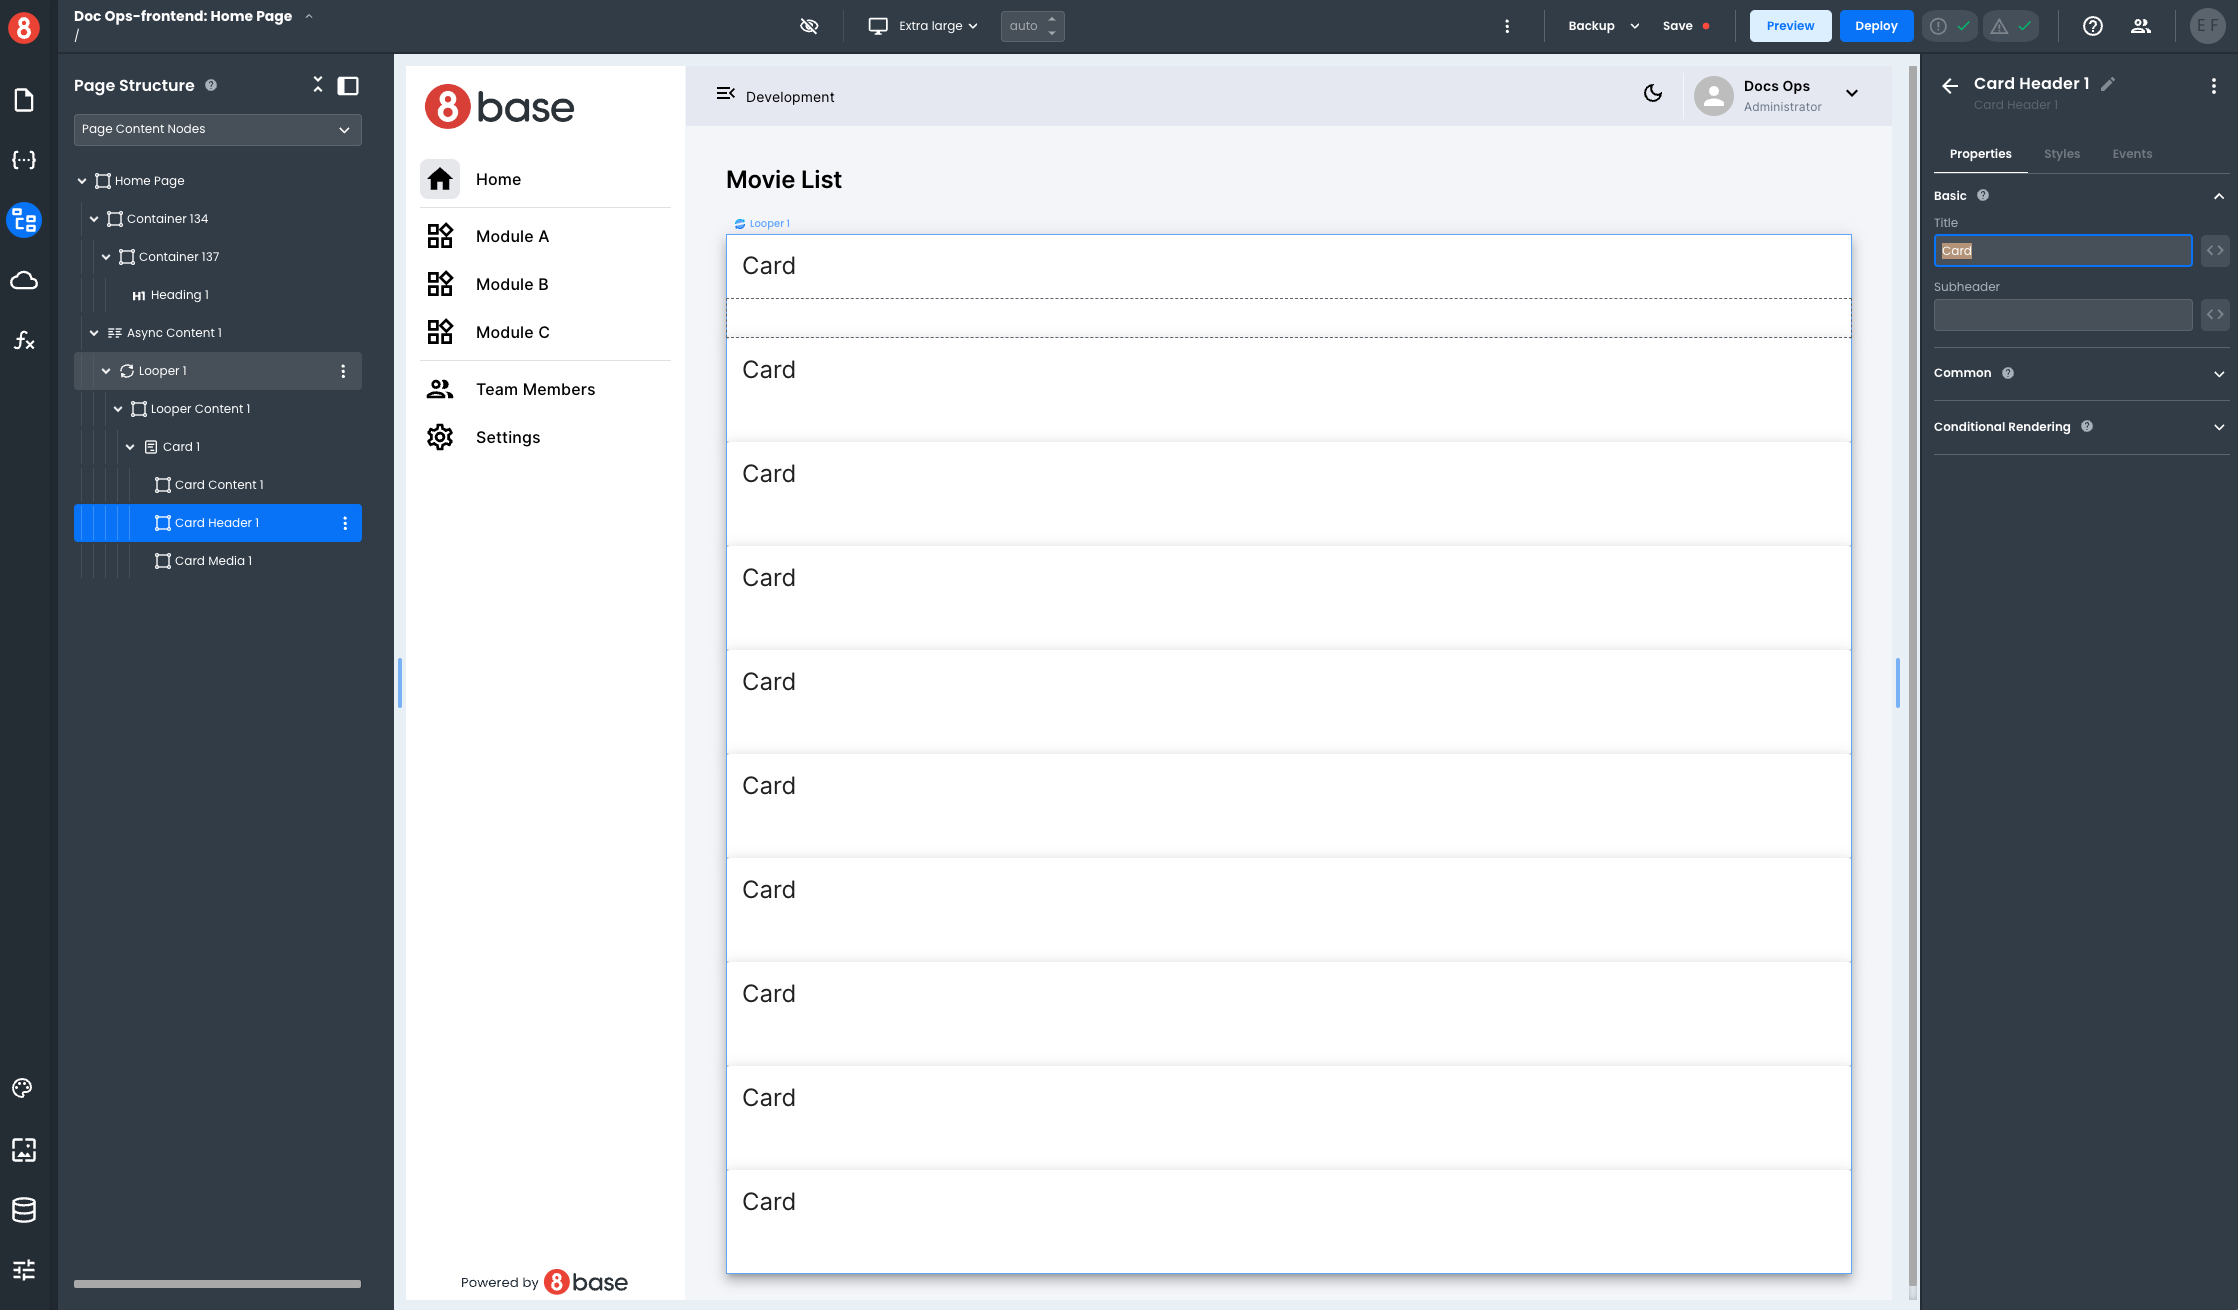 8
Doc Ops-frontend: Home Page
/
Extra large
auto
Backup
Save
Preview
Deploy
E F
Page Structure
Page Content Nodes
Home Page
Container 134
Container 137
H1 Heading 1
Async Content 1
Looper 1
Looper Content 1
Card 1
Card Content 1
Card Header 1
Card Media 1
8base
Home
Module A
Module B
Module C
Team Members
Settings
Powered by 8base
Development
Docs Ops
Administrator
Movie List
Looper 1
Card
Card
Card
Card
Card
Card
Card
Card
Card
Card
Card Header 1
Card Header 1
Properties
Styles
Events
Basic
Title
Card
Subheader
Common
Conditional Rendering